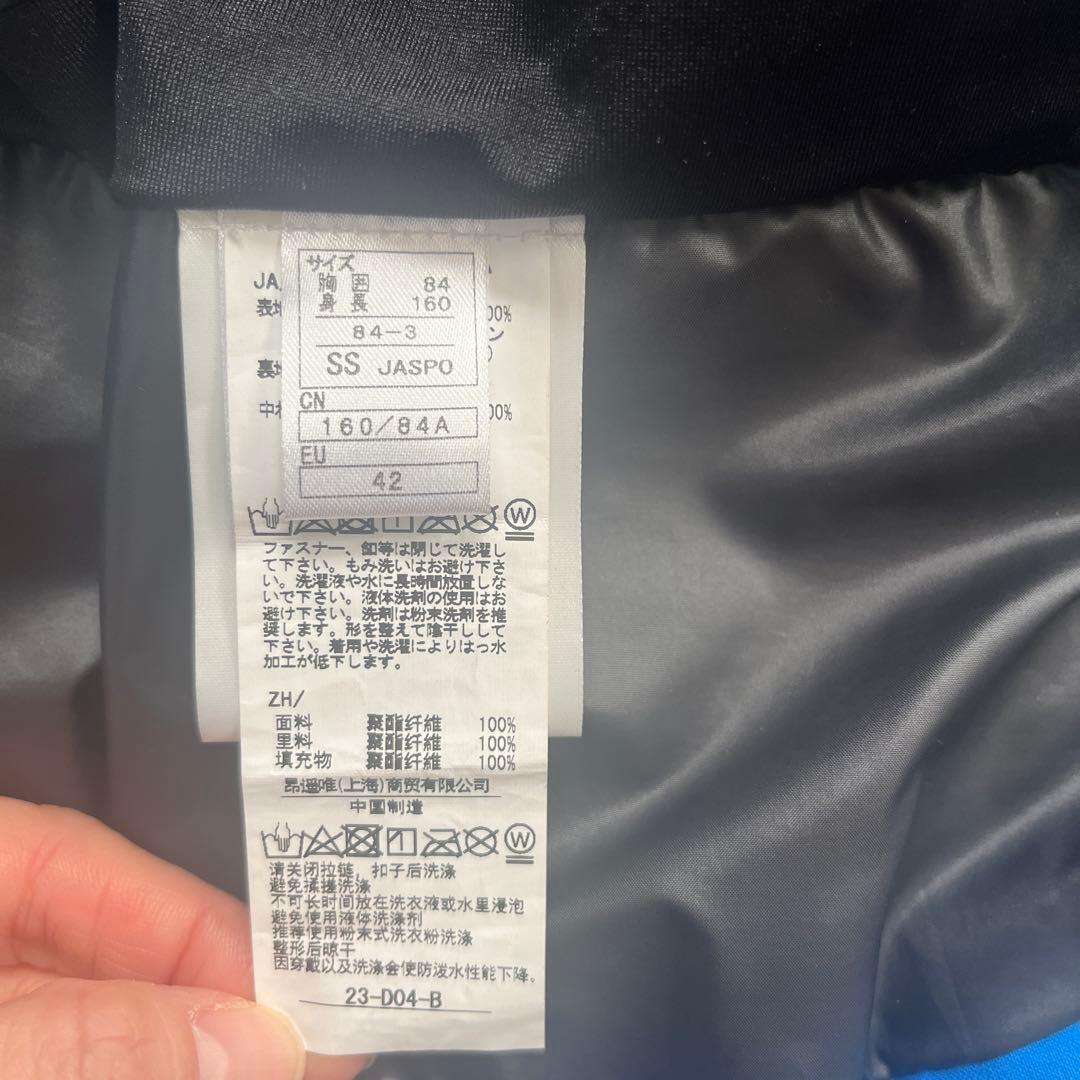 サイズ
胸囲 84
身長 160
84-3
SS JASPO
CN
160/84A
EU
42
JA
表地 100%
ン
)
裏地
中 00%
W
ファスナー、釦等は閉じて洗濯し
て下さい。もみ洗いはお避け下さ
い。洗濯液や水に長時間放置しな
いで下さい。液体洗剤の使用はお
避け下さい。洗剤は粉末洗剤を推
奨します。形を整えて陰干しして
下さい。着用や洗濯によりはっ水
加工が低下します。
ZH/
面料 聚酯纤维 100%
里料 聚酯纤维 100%
填充物 聚酯纤维 100%
昂遥唯(上海)商贸有限公司
中国制造
W
请关闭拉链,扣子后洗涤
避免揉搓洗涤
不可长时间放在洗衣液或水里浸泡
避免使用液体洗涤剂
推荐使用粉末式洗衣粉洗涤
整形后晾干
因穿戴以及洗涤会使防泼水性能下降。
23-D04-B